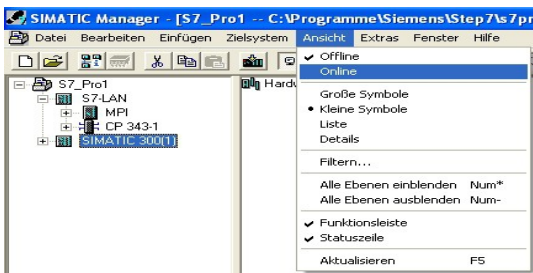 SIMATIC Manager - [S7_Pro1 -- C:\Programme\Siemens\Step7\s7pr
Datei Bearbeiten Einfügen Zielsystem Ansicht Extras Fenster Hilfe
S7_Pro1
S7-LAN
MPI
CP 343-1
SIMATIC 300(1)
Hardw
Offline
Online
Große Symbole
Kleine Symbole
Liste
Details
Filtern...
Alle Ebenen einblenden Num*
Alle Ebenen ausblenden Num-
Funktionsleiste
Statuszeile
Aktualisieren F5